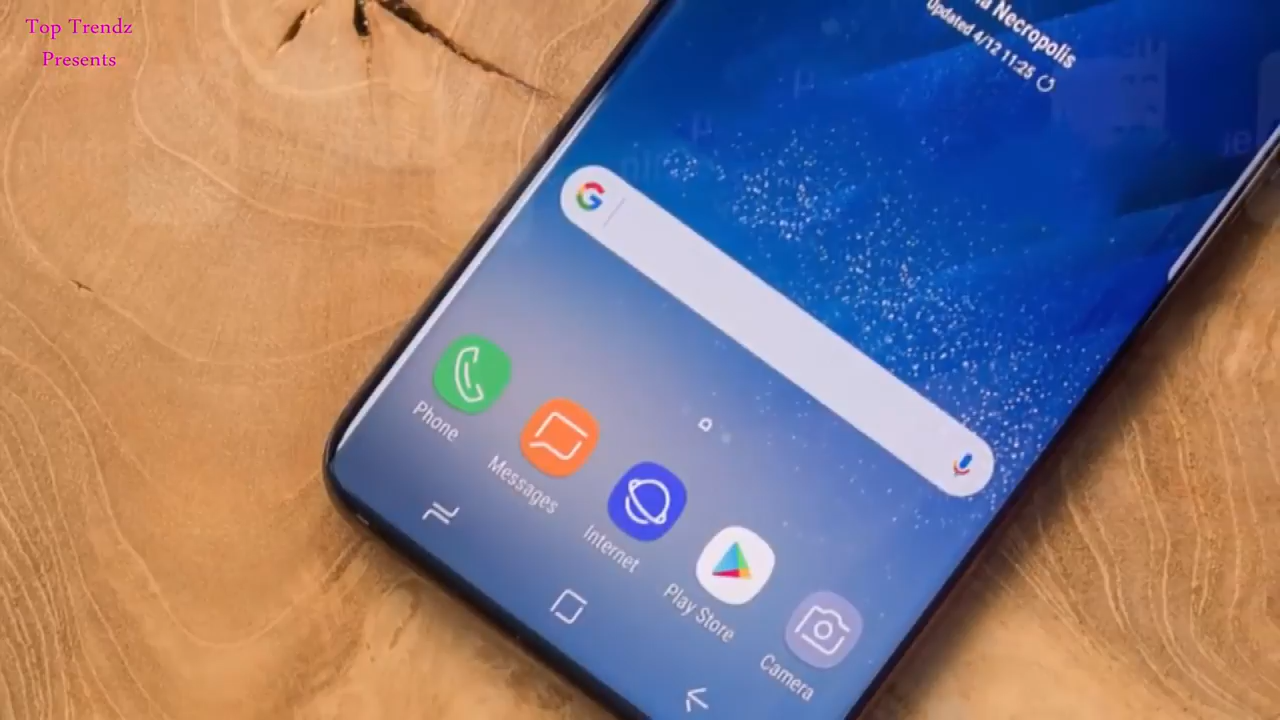 Top Trendz
Presents
Necropolis
Updated 4/12 11:25
G
Phone
Messages
Internet
Play Store
Camera